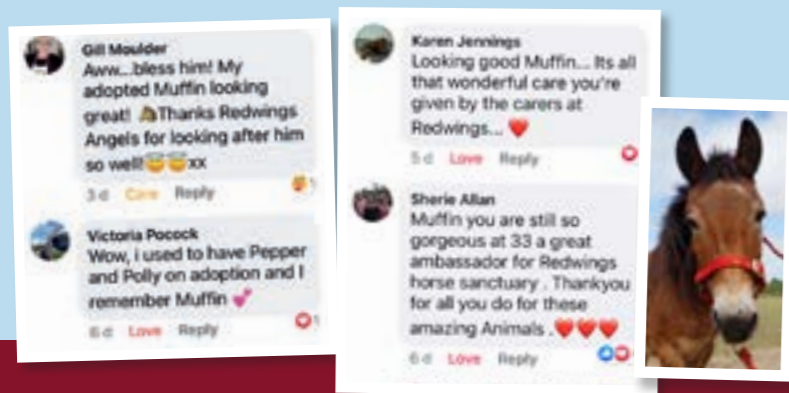 Gill Moulder
Aww...bless him! My
adopted Muffin looking
great! 🐴Thanks Redwings
Angels for looking after him
so well!😇😇xx
3 d Care Reply
Victoria Pocock
Wow, i used to have Pepper
and Polly on adoption and I
remember Muffin 💕
6 d Love Reply
Karen Jennings
Looking good Muffin... Its all
that wonderful care you're
given by the carers at
Redwings... ❤️
5 d Love Reply
Sherie Allan
Muffin you are still so
gorgeous at 33 a great
ambassador for Redwings
horse sanctuary . Thankyou
for all you do for these
amazing Animals .❤️❤️❤️
6 d Love Reply